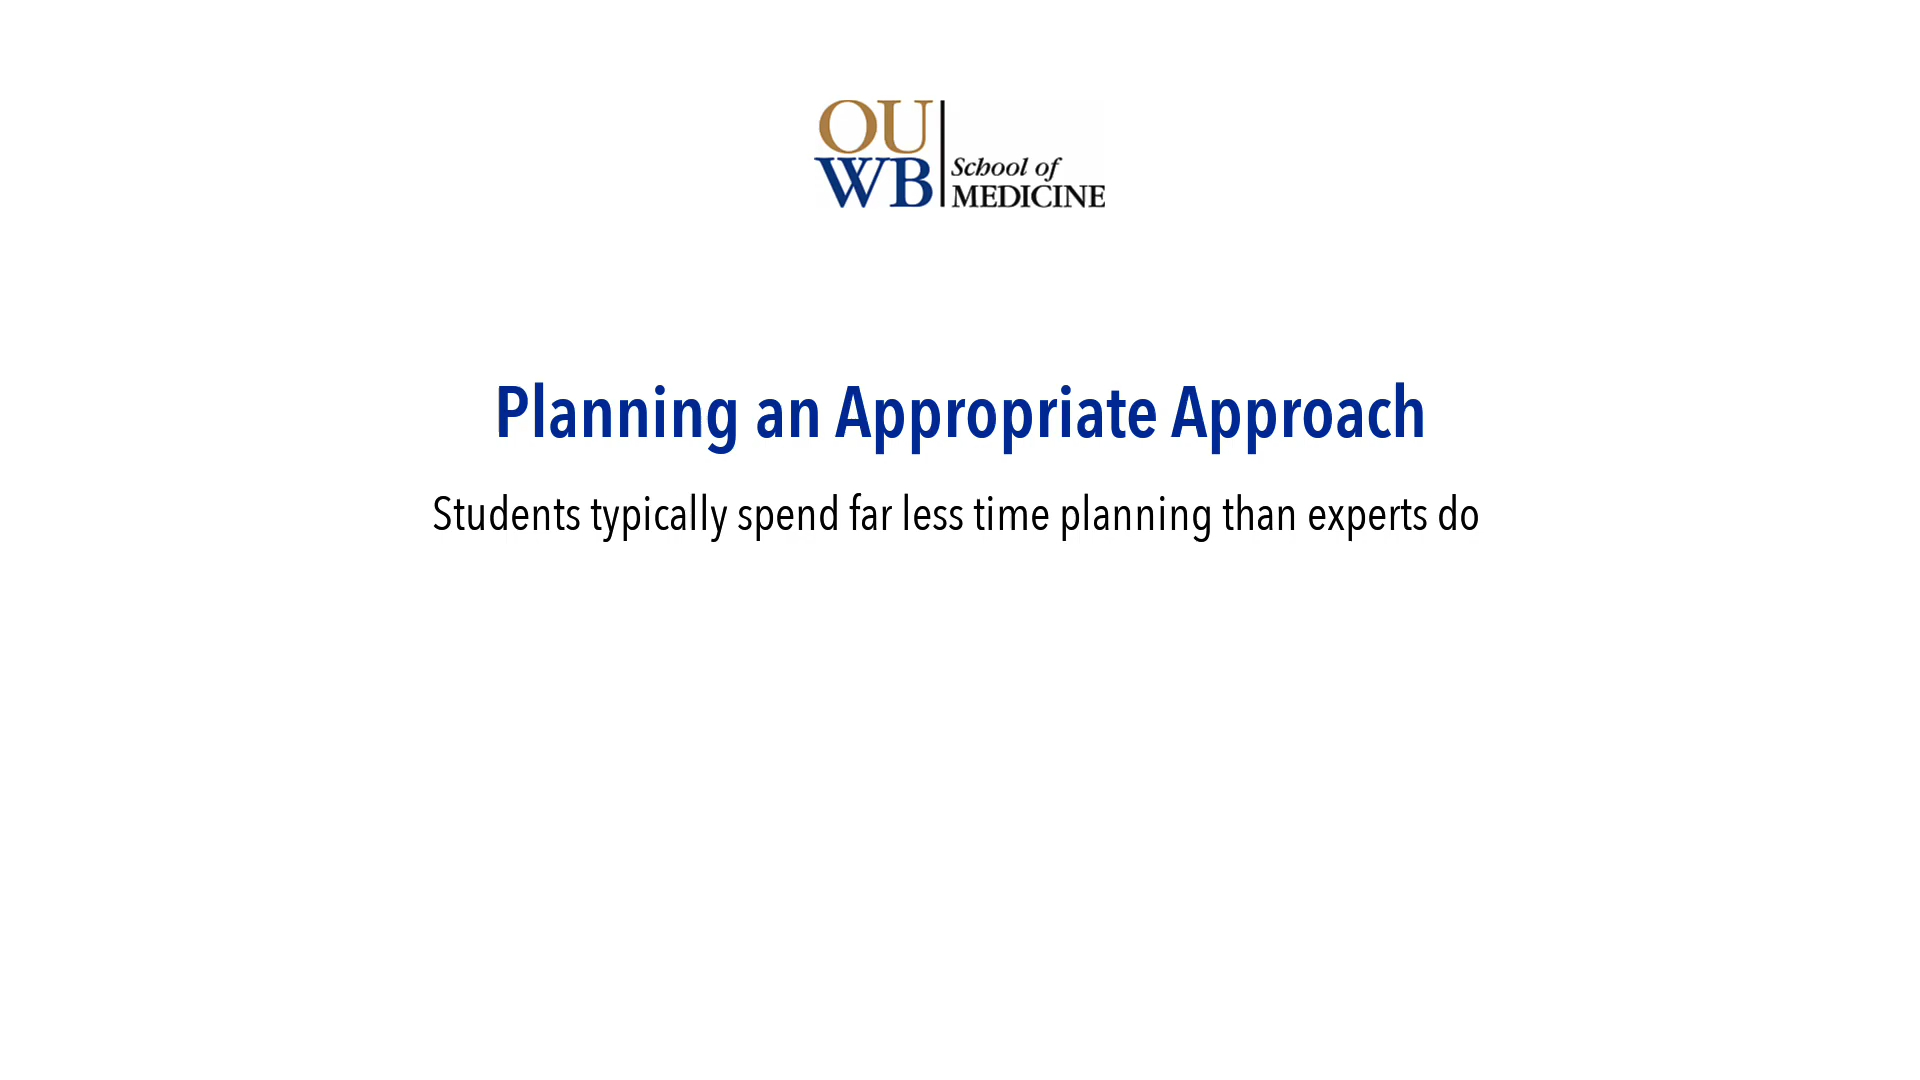 OU
WB
School of
MEDICINE
Planning an Appropriate Approach
Students typically spend far less time planning than experts do